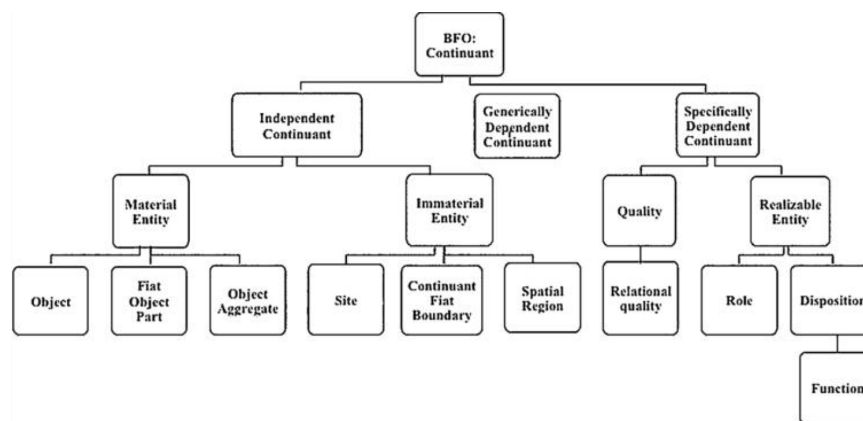 BFO:
Continuant
Independent
Continuant
Generically
Dependent
Continuant
Specifically
Dependent
Continuant
Material
Entity
Immaterial
Entity
Quality
Realizable
Entity
Object
Fiat
Object
Part
Object
Aggregate
Site
Continuant
Fiat
Boundary
Spatial
Region
Relational
quality
Role
Disposition
Function